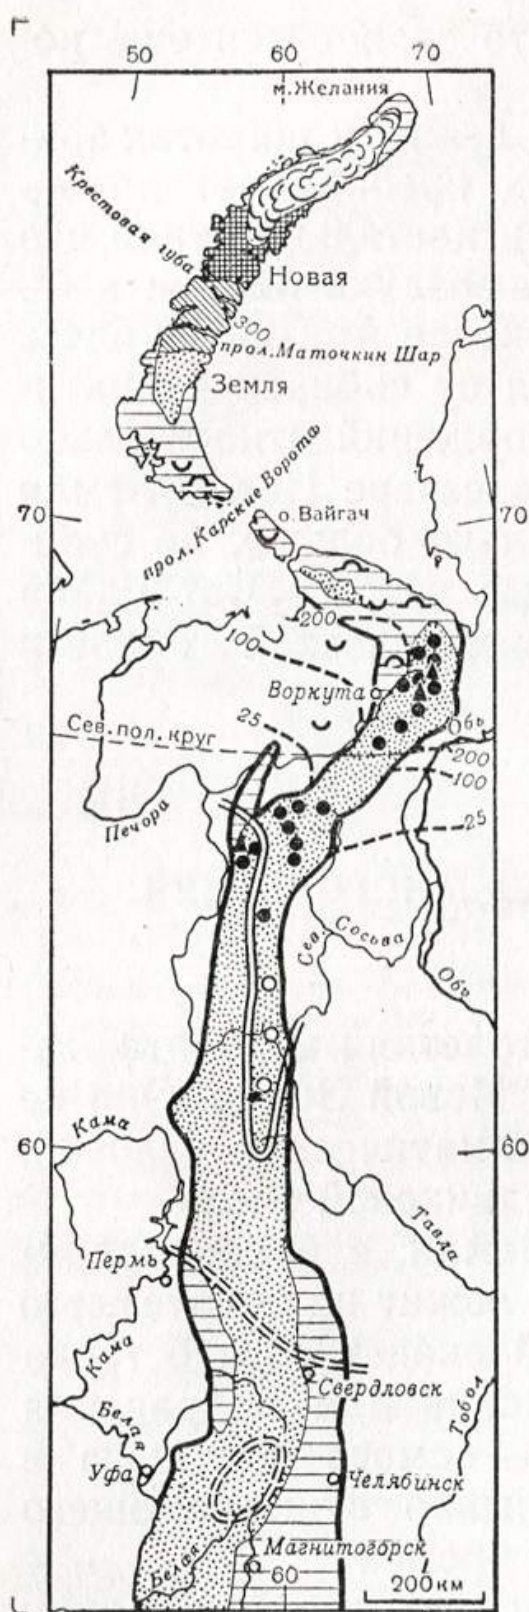 50 60 70
м.Желания
Крестовая губа
Новая
300
прол.Маточкин Шар
Земля
прол.Карские Ворота
70 70
о.Вайгач
200
100
Воркута
25
Обь
Сев.пол.круг
200
100
Печора
25
Сев. Сосьва
Обь
Кама
60 60
Тавда
Пермь
Кама
Свердловск
Белая
Тобол
Уфа
Челябинск
Магнитогорск
Белая
60
200 км